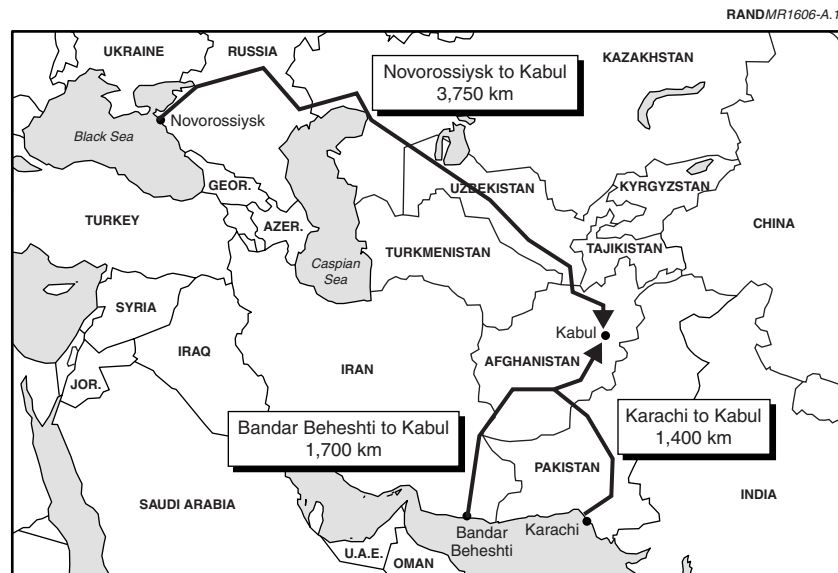 RANDMR1606-A.1
UKRAINE
RUSSIA
KAZAKHSTAN
Novorossiysk to Kabul
3,750 km
Black Sea
Novorossiysk
GEOR.
UZBEKISTAN
KYRGYZSTAN
TURKEY
AZER.
CHINA
TURKMENISTAN
TAJIKISTAN
Caspian
Sea
SYRIA
Kabul
IRAQ
IRAN
AFGHANISTAN
JOR.
Bandar Beheshti to Kabul
1,700 km
Karachi to Kabul
1,400 km
PAKISTAN
SAUDI ARABIA
INDIA
Bandar
Beheshti
Karachi
U.A.E.
OMAN